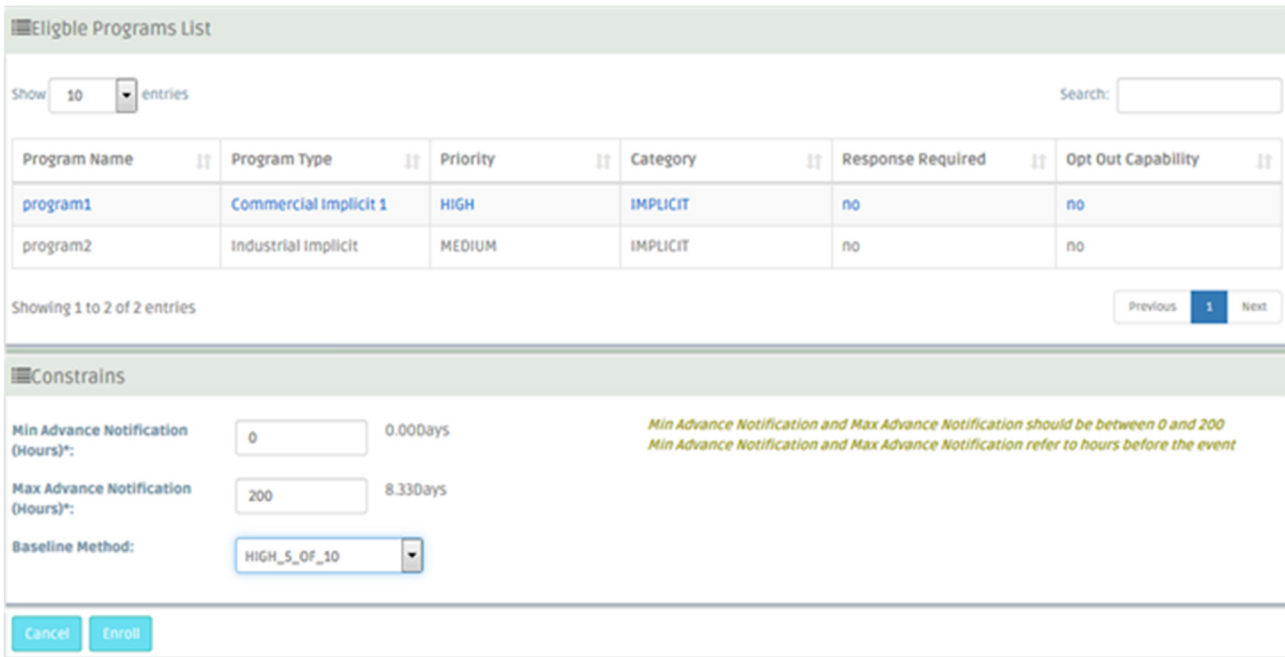 Eligble Programs List
Show 10 entries Search:
Program Name Program Type Priority Category Response Required Opt Out Capability
program1 Commercial Implicit 1 HIGH IMPLICIT no no
program2 Industrial Implicit MEDIUM IMPLICIT no no
Showing 1 to 2 of 2 entries Previous 1 Next
Constrains
Min Advance Notification 0 0.00Days Min Advance Notification and Max Advance Notification should be between 0 and 200
(Hours)*: Min Advance Notification and Max Advance Notification refer to hours before the event
Max Advance Notification 200 8.33Days
(Hours)*:
Baseline Method: HIGH_5_OF_10
Cancel Enroll